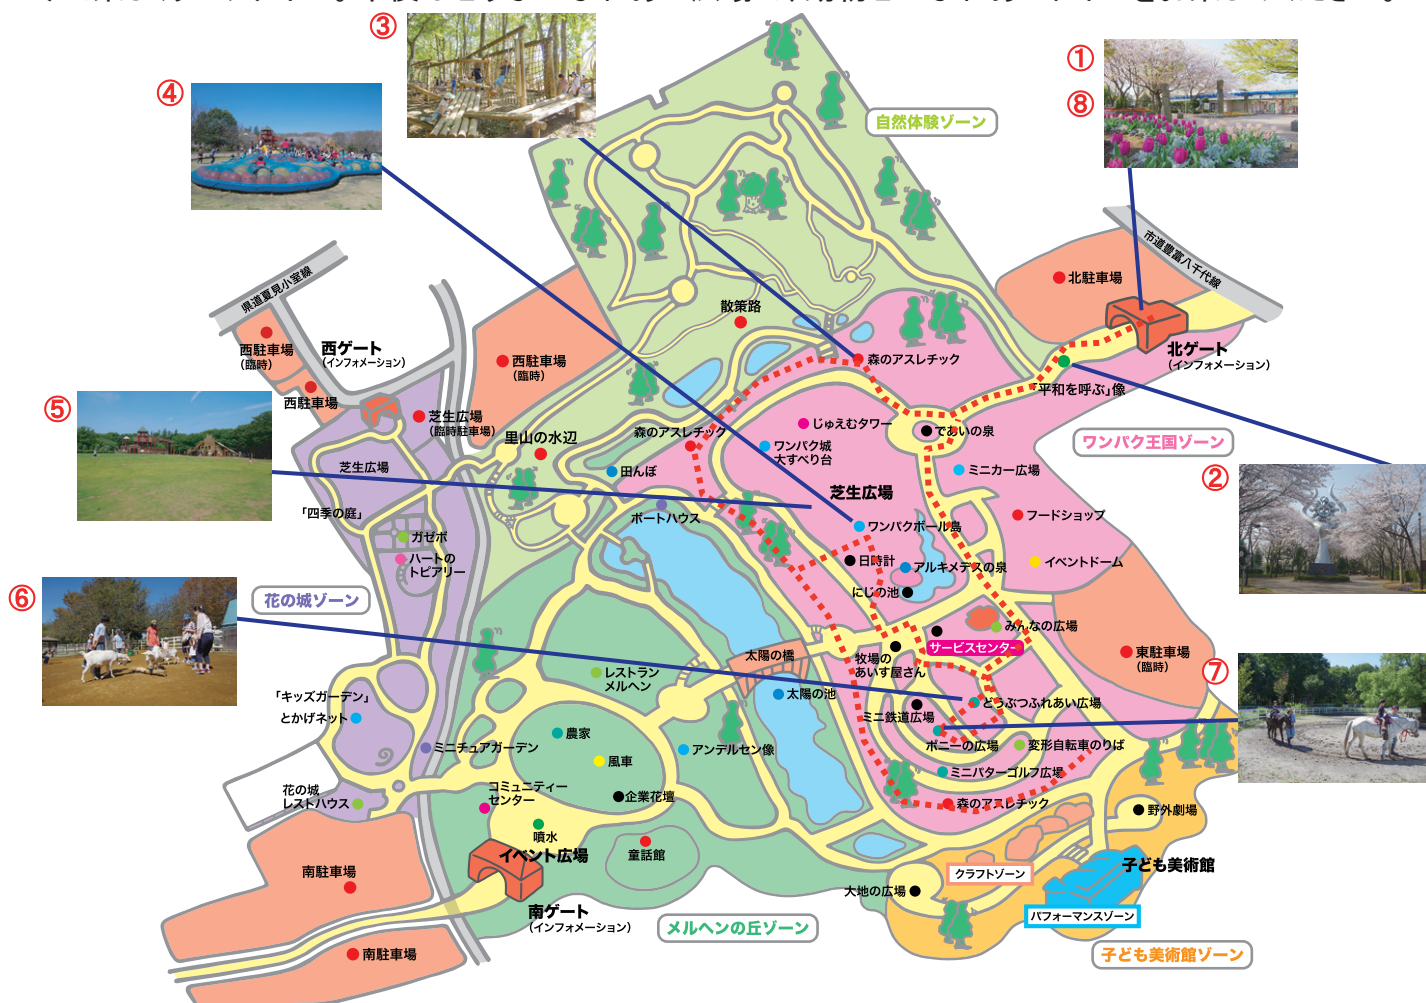 ③
①
④
⑧
自然体験ゾーン
市道豊富八千代線
北駐車場
県道夏見小室線
散策路
西駐車場
(臨時)
西ゲート
(インフォメーション)
西駐車場
(臨時)
北ゲート
(インフォメーション)
森のアスレチック
「平和を呼ぶ」像
西駐車場
⑤
芝生広場
(臨時駐車場)
じゅえむタワー
であいの泉
里山の水辺
森のアスレチック
ワンパク城
大すべり台
ワンパク王国ゾーン
芝生広場
田んぼ
ミニカー広場
②
芝生広場
「四季の庭」
ボートハウス
フードショップ
ワンパクボール島
ガゼボ
ハートの
トピアリー
日時計
アルキメデスの泉
イベントドーム
にじの池
⑥
花の城ゾーン
みんなの広場
サービスセンター
太陽の橋
牧場の
あいす屋さん
東駐車場
(臨時)
⑦
レストラン
メルヘン
太陽の池
どうぶつふれあい広場
「キッズガーデン」
とかげネット
ミニ鉄道広場
農家
ミニチュアガーデン
アンデルセン像
ポニーの広場
変形自転車のりば
風車
ミニパターゴルフ広場
コミュニティー
センター
花の城
レストハウス
企業花壇
森のアスレチック
野外劇場
噴水
イベント広場
童話館
子ども美術館
南駐車場
クラフトゾーン
大地の広場
南ゲート
(インフォメーション)
パフォーマンスゾーン
メルヘンの丘ゾーン
南駐車場
子ども美術館ゾーン